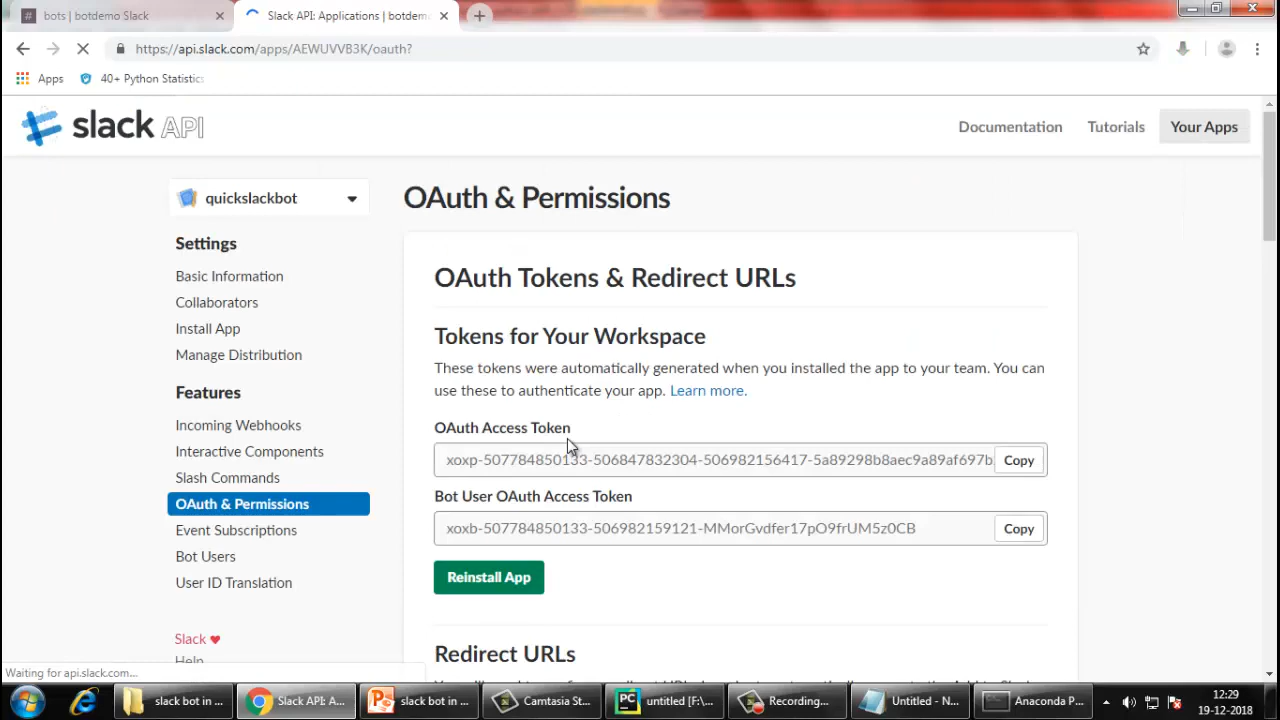 bots | botdemo Slack
Slack API: Applications | botdemo
https://api.slack.com/apps/AEWUVVB3K/oauth?
Apps
40+ Python Statistics
slack API
Documentation
Tutorials
Your Apps
quickslackbot
Settings
Basic Information
Collaborators
Install App
Manage Distribution
Features
Incoming Webhooks
Interactive Components
Slash Commands
OAuth & Permissions
Event Subscriptions
Bot Users
User ID Translation
Slack
Help
OAuth & Permissions
OAuth Tokens & Redirect URLs
Tokens for Your Workspace
These tokens were automatically generated when you installed the app to your team. You can
use these to authenticate your app. Learn more.
OAuth Access Token
xoxp-507784850133-506847832304-506982156417-5a89298b8aec9a89af697b
Copy
Bot User OAuth Access Token
xoxb-507784850133-506982159121-MMorGvdfer17pO9frUM5z0CB
Copy
Reinstall App
Redirect URLs
Waiting for api.slack.com...
slack bot in ...
Slack API: A...
slack bot in ...
Camtasia St...
untitled [F:\...
Recording...
Untitled - N...
Anaconda P...
12:29
19-12-2018